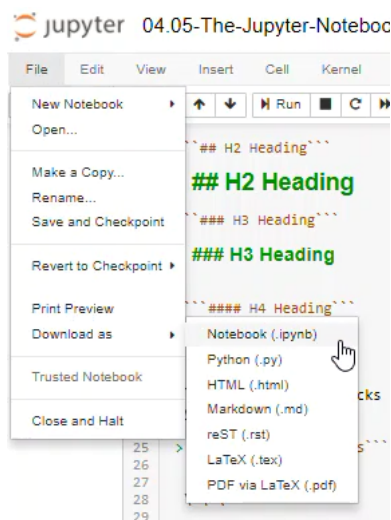 jupyter 04.05-The-Jupyter-Noteboo
File Edit View Insert Cell Kernel
Run
New Notebook
Open...
Make a Copy...
Rename...
Save and Checkpoint
Revert to Checkpoint
Print Preview
Download as
Trusted Notebook
Close and Halt
``## H2 Heading```
## H2 Heading
``### H3 Heading```
### H3 Heading
```#### H4 Heading```
Notebook (.ipynb)
Python (.py)
HTML (.html)
Markdown (.md)
reST (.rst)
LaTeX (.tex)
PDF via LaTeX (.pdf)
cks
25 > s```
26
27
28
29